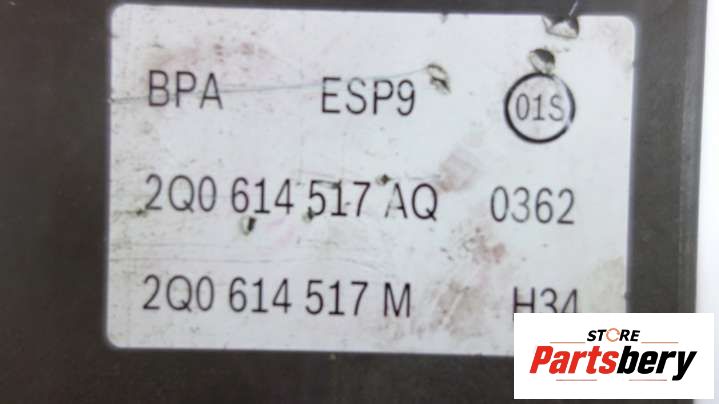 BPA ESP9 01S
2Q0 614 517 AQ 0362
2Q0 614 517 M H34
STORE
Partsbery